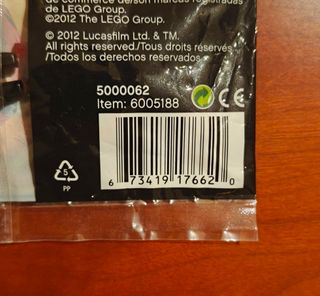 de commerce de/son marcas registradas
de LEGO Group.
©2012 The LEGO Group.
© 2012 Lucasfilm Ltd. & TM.
All rights reserved./Tous droits réservés
/Todos los derechos reservados
5000062
Item: 6005188
CE
5
PP
6 73419 17662 0